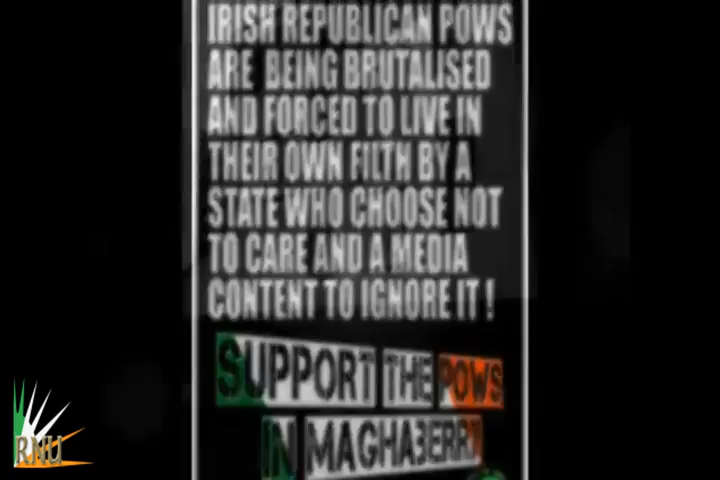 IRISH REPUBLICAN POWS
ARE BEING BRUTALISED
AND FORCED TO LIVE IN
THEIR OWN FILTH BY A
STATE WHO CHOOSE NOT
TO CARE AND A MEDIA
CONTENT TO IGNORE IT !
SUPPORT THE POWS
IN MAGHABERRY
RNU